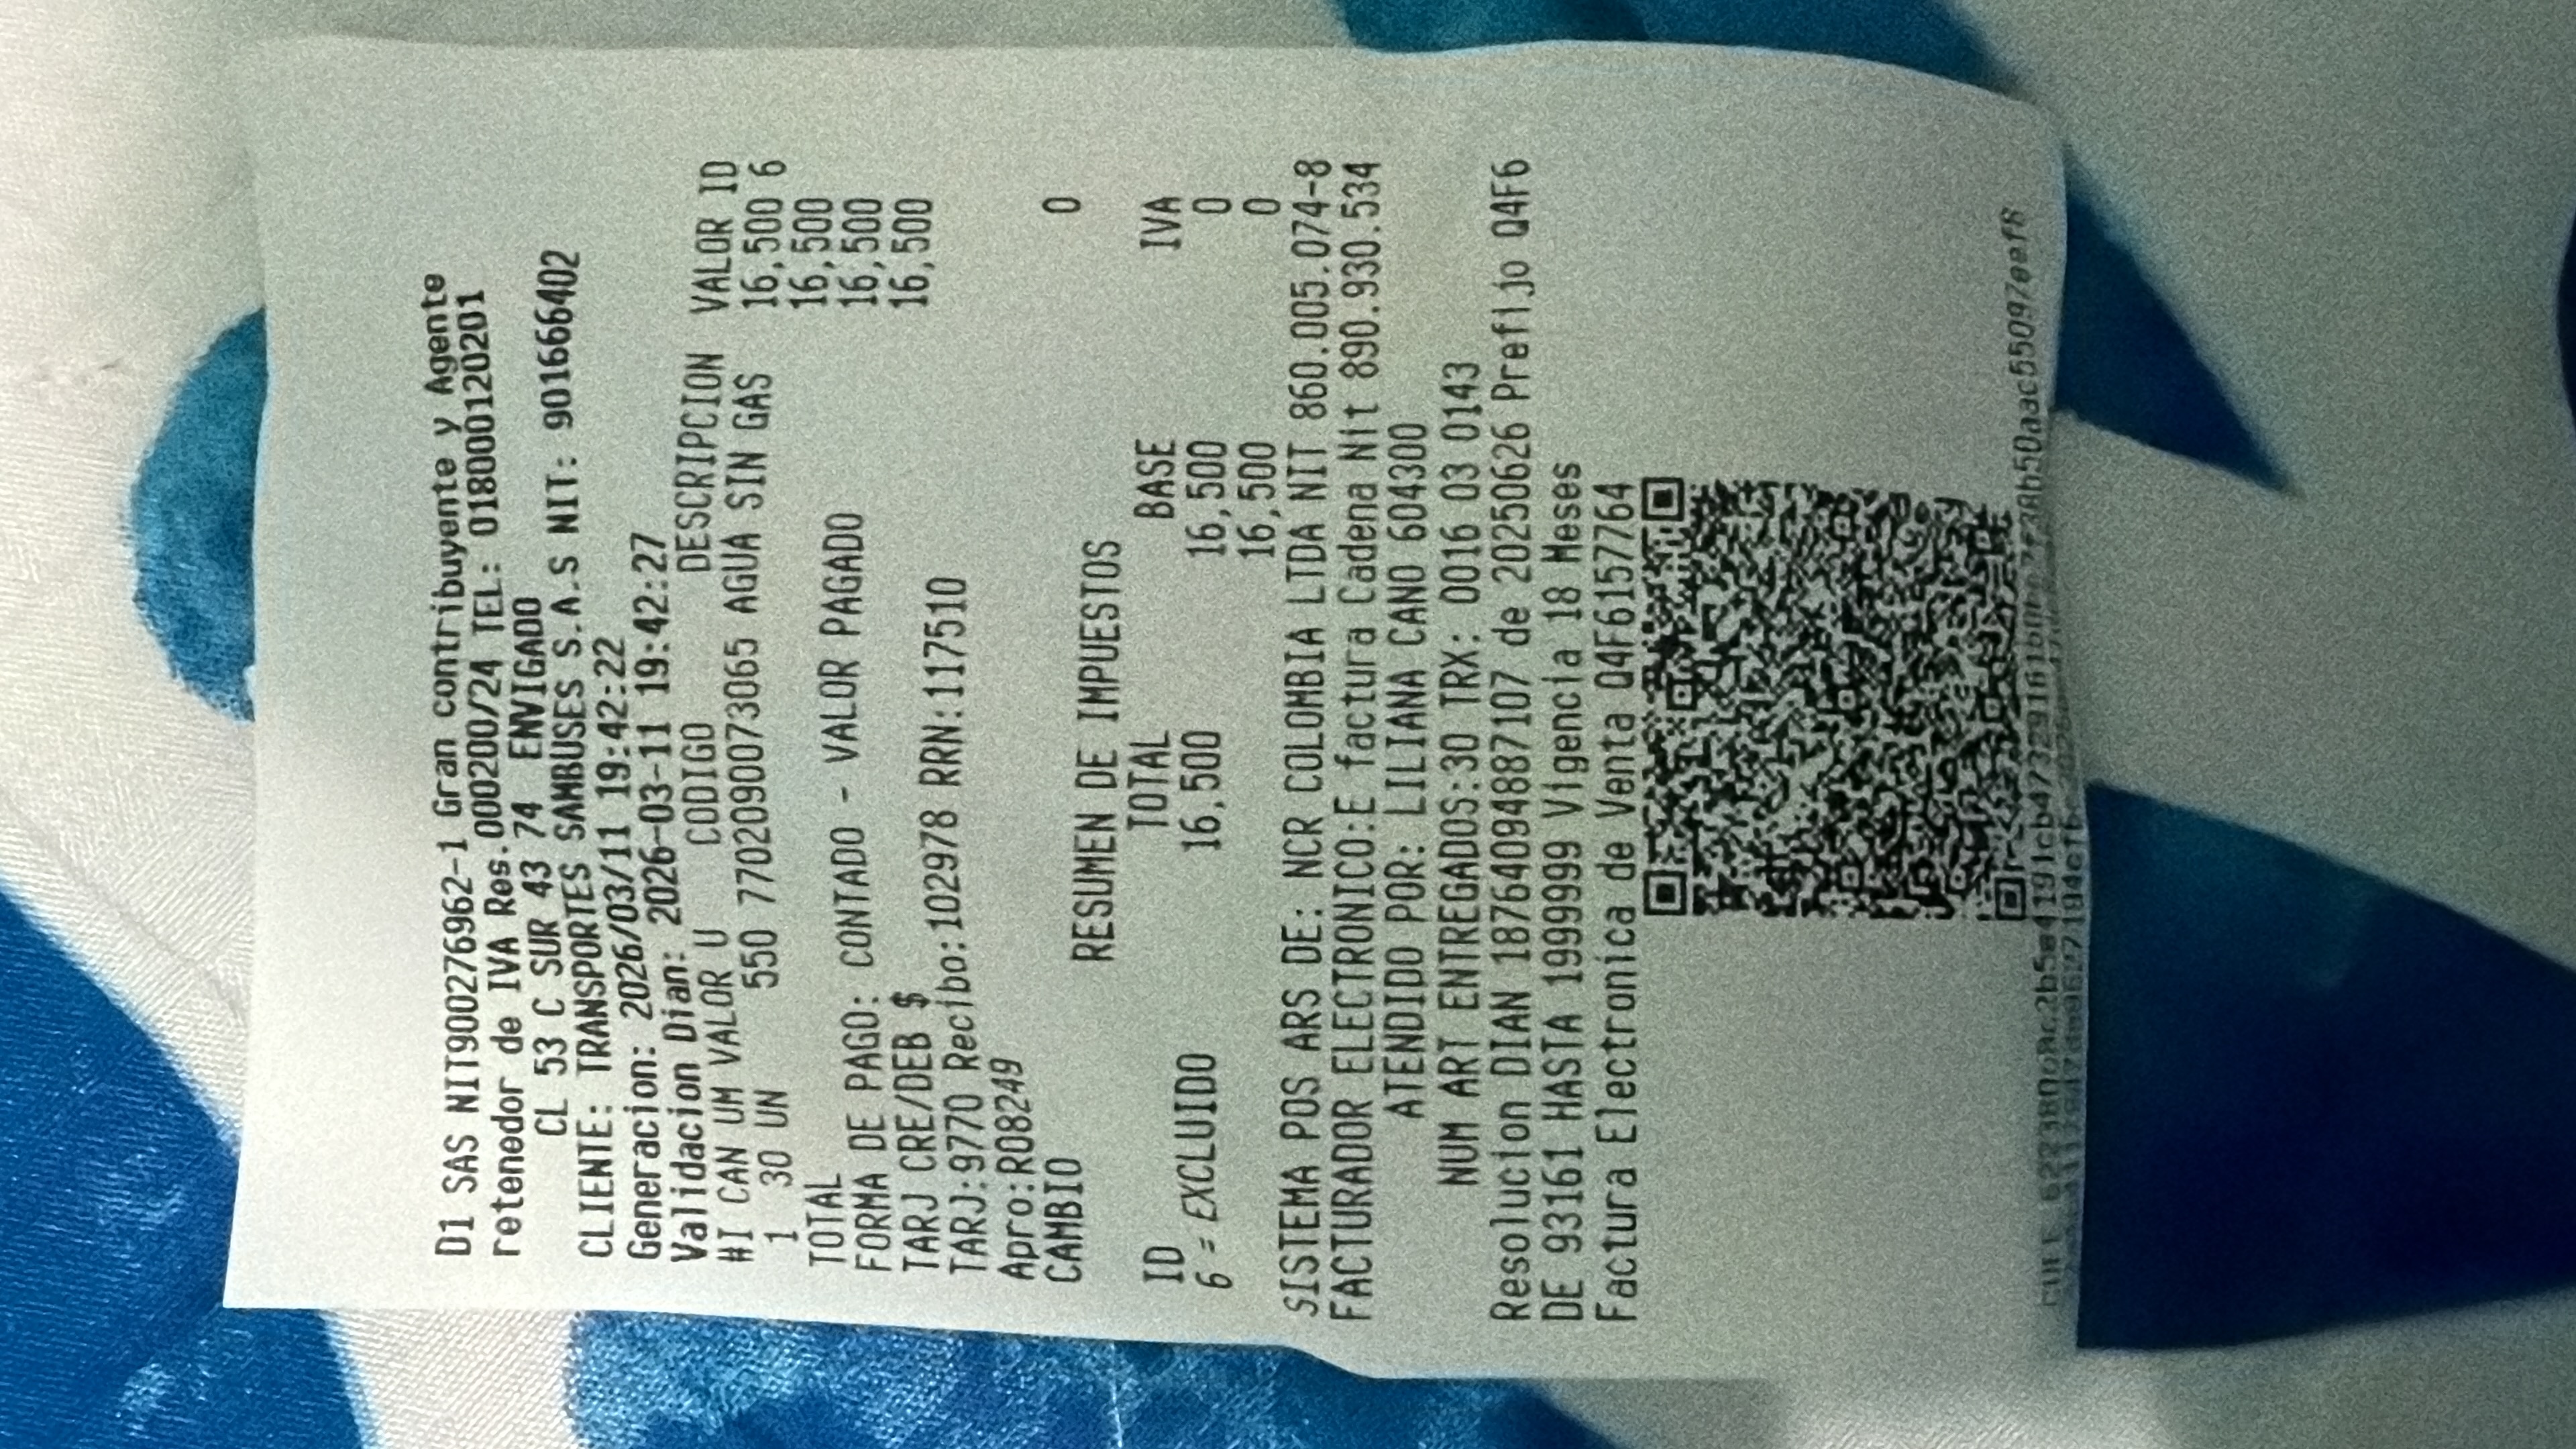 D1 SAS NIT900276962-1 Gran contribuyente y Agente
retenedor de IVA Res.000200/24 TEL: 018000120201
CL 53 C SUR 43 74 ENVIGADO
CLIENTE: TRANSPORTES SAMBUSES S.A.S NIT: 901666402
Generacion: 2026/03/11 19:42:22
Validacion Dian: 2026-03-11 19:42:27
#I CAN UM VALOR U CODIGO DESCRIPCION VALOR ID
1 30 UN 550 7702090073065 AGUA SIN GAS 16,500 6
TOTAL 16,500
FORMA DE PAGO: CONTADO - VALOR PAGADO 16,500
TARJ CRE/DEB $ 16,500
TARJ:9770 Recibo:102978 RRN:117510
Apro:R08249
CAMBIO 0
RESUMEN DE IMPUESTOS
ID TOTAL BASE IVA
6 = EXCLUIDO 16,500 16,500 0
16,500 0
SISTEMA POS ARS DE: NCR COLOMBIA LTDA NIT 860.005.074-8
FACTURADOR ELECTRONICO:E factura Cadena Nit 890.930.534
ATENDIDO POR: LILIANA CANO 604300
NUM ART ENTREGADOS:30 TRX: 0016 03 0143
Resolucion DIAN 18764094887107 de 20250626 Prefijo Q4F6
DE 93161 HASTA 1999999 Vigencia 18 Meses
Factura Electronica de Venta Q4F6157764